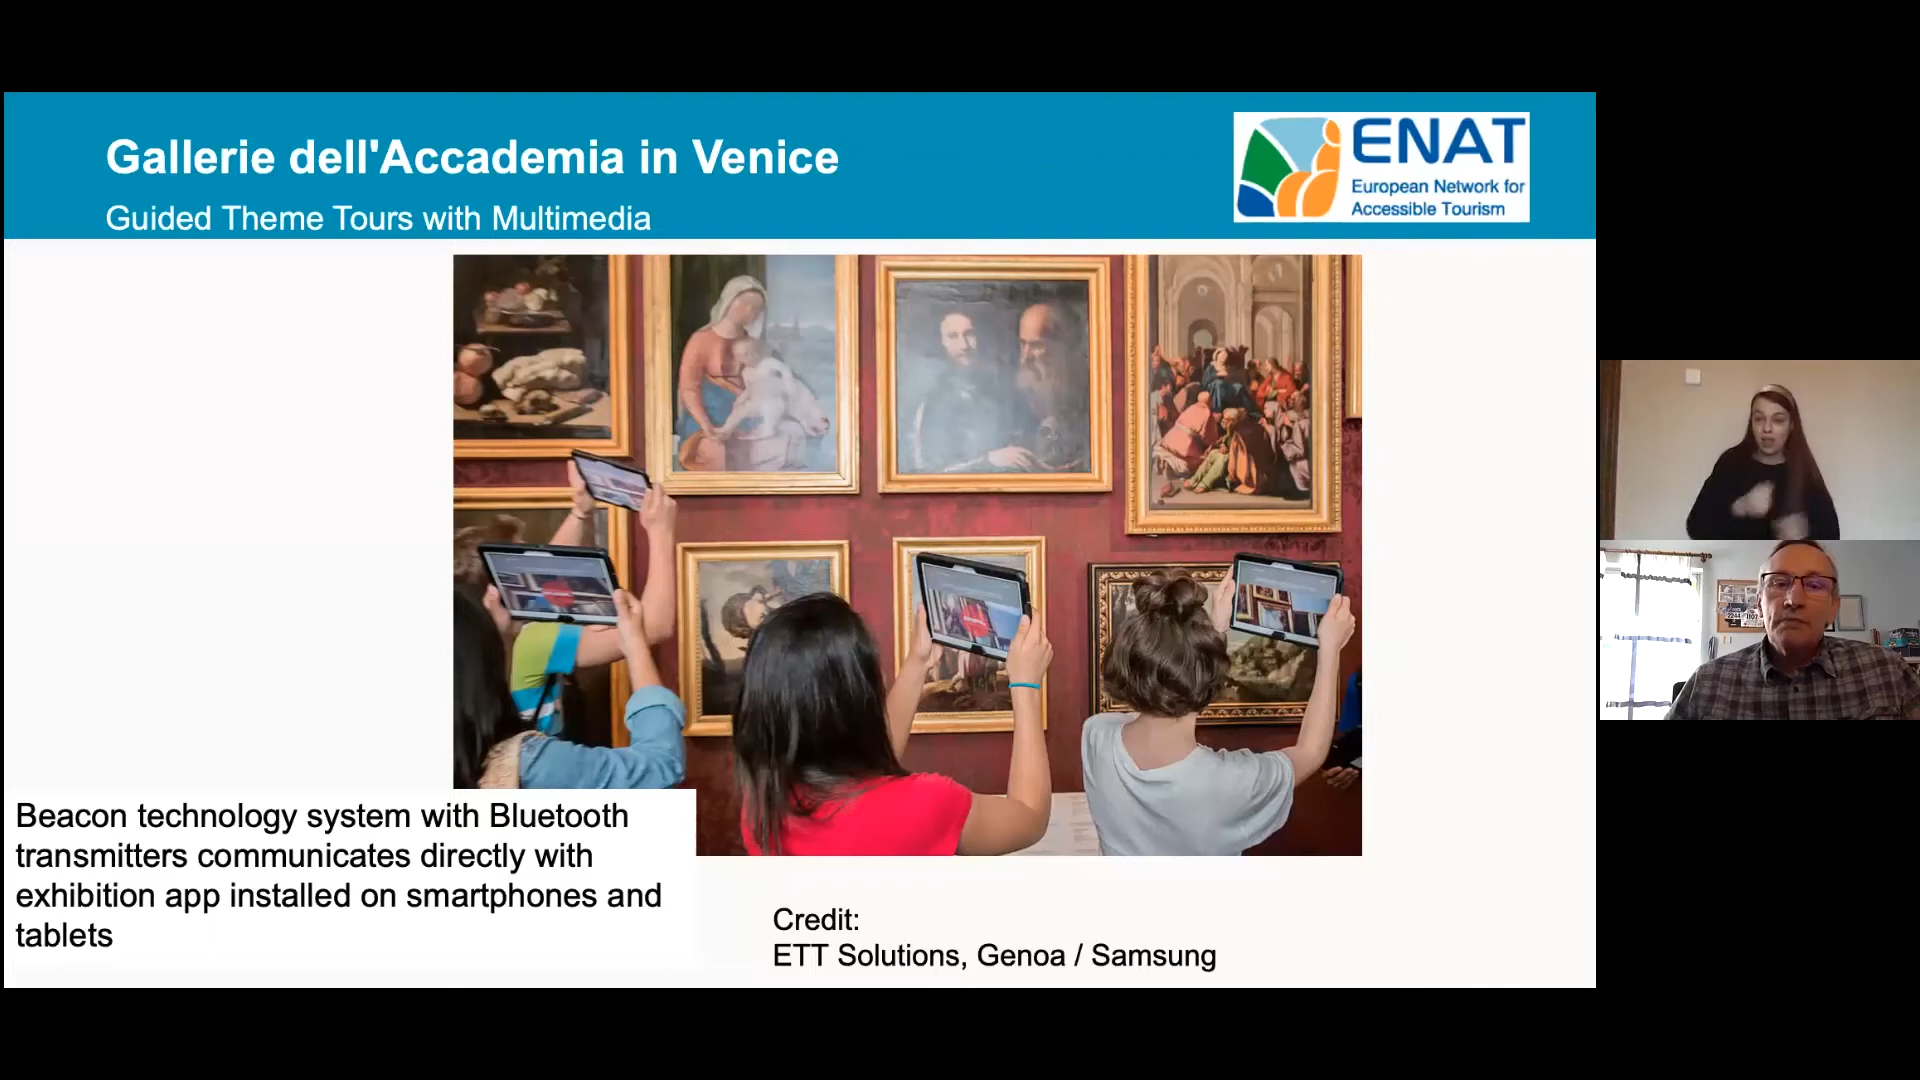 Gallerie dell'Accademia in Venice
Guided Theme Tours with Multimedia
ENAT
European Network for
Accessible Tourism
Beacon technology system with Bluetooth
transmitters communicates directly with
exhibition app installed on smartphones and
tablets
Credit:
ETT Solutions, Genoa / Samsung